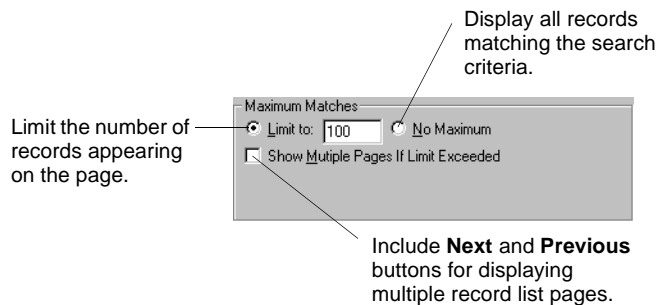 Display all records
matching the search
criteria.
Maximum Matches
Limit to: 100 No Maximum
Show Mutiple Pages If Limit Exceeded
Limit the number of
records appearing
on the page.
Include Next and Previous
buttons for displaying
multiple record list pages.